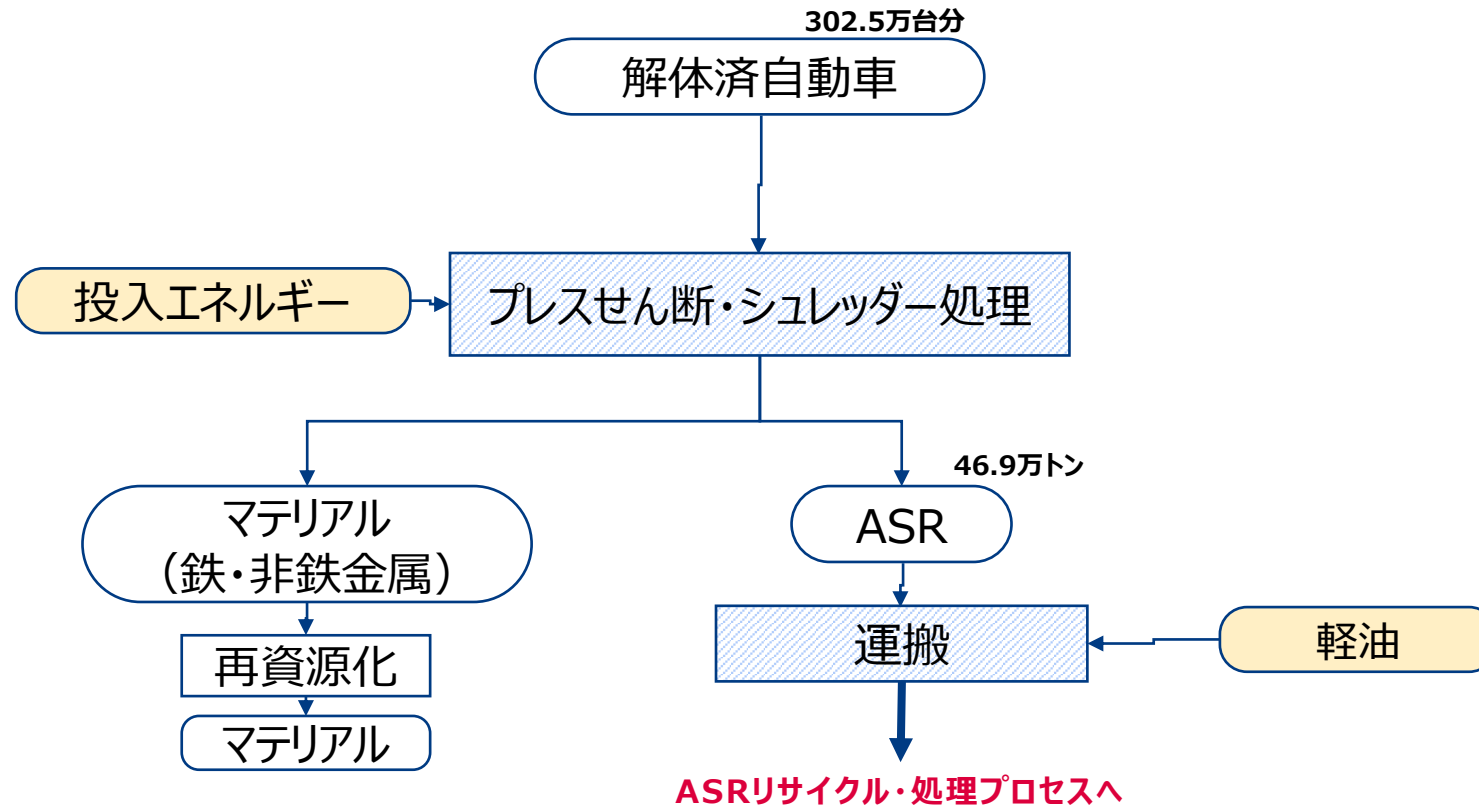 302.5万台分
解体済自動車
投入エネルギー
プレスせん断・シュレッダー処理
46.9万トン
マテリアル
（鉄・非鉄金属）
ASR
再資源化
運搬
軽油
マテリアル
ASRリサイクル・処理プロセスへ